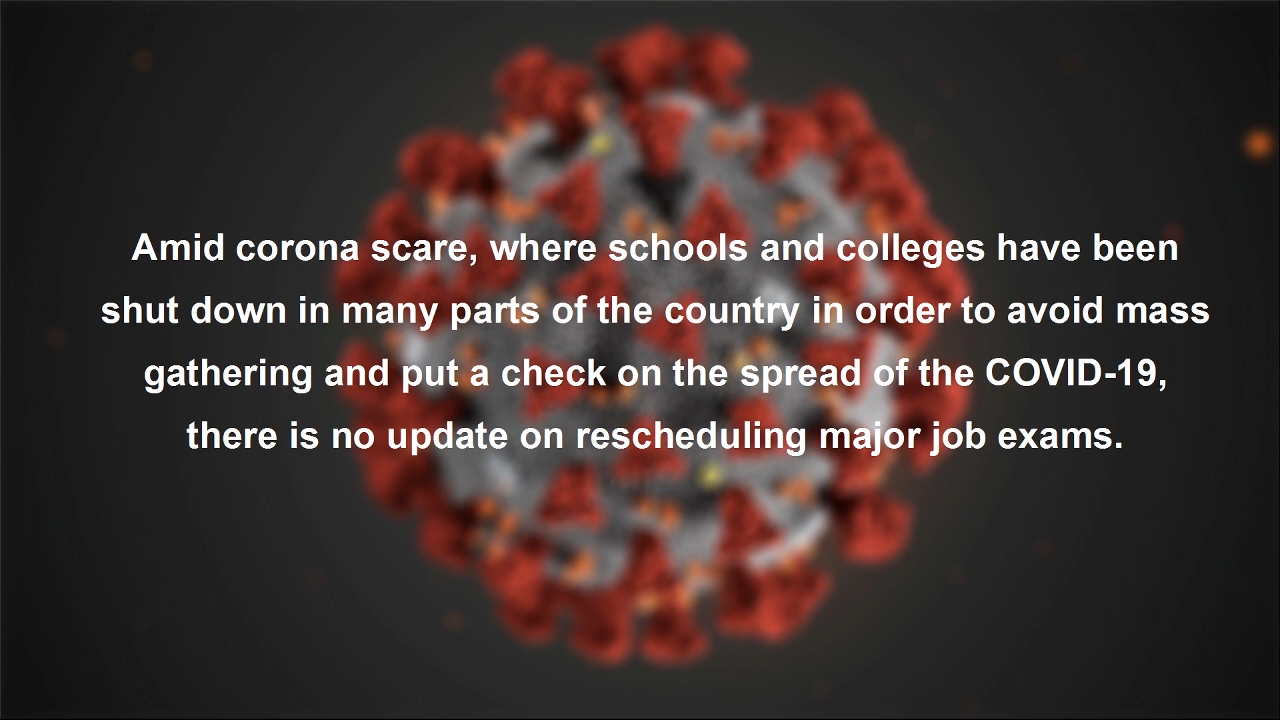 Amid corona scare, where schools and colleges have been
shut down in many parts of the country in order to avoid mass
gathering and put a check on the spread of the COVID-19,
there is no update on rescheduling major job exams.